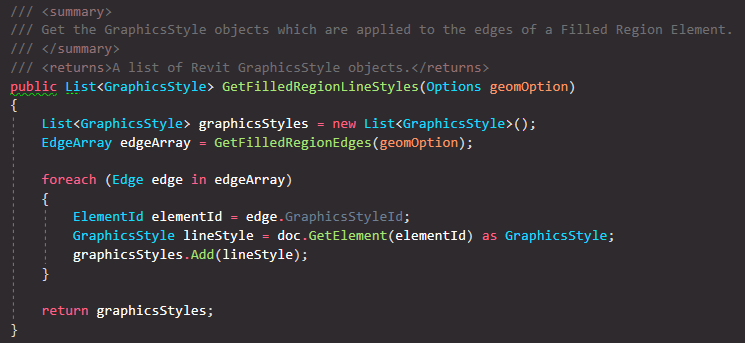 /// <summary>
/// Get the GraphicsStyle objects which are applied to the edges of a Filled Region Element.
/// </summary>
/// <returns>A list of Revit GraphicsStyle objects.</returns>
public List<GraphicsStyle> GetFilledRegionLineStyles(Options geomOption)
{
    List<GraphicsStyle> graphicsStyles = new List<GraphicsStyle>();
    EdgeArray edgeArray = GetFilledRegionEdges(geomOption);

    foreach (Edge edge in edgeArray)
    {
        ElementId elementId = edge.GraphicsStyleId;
        GraphicsStyle lineStyle = doc.GetElement(elementId) as GraphicsStyle;
        graphicsStyles.Add(lineStyle);
    }

    return graphicsStyles;
}